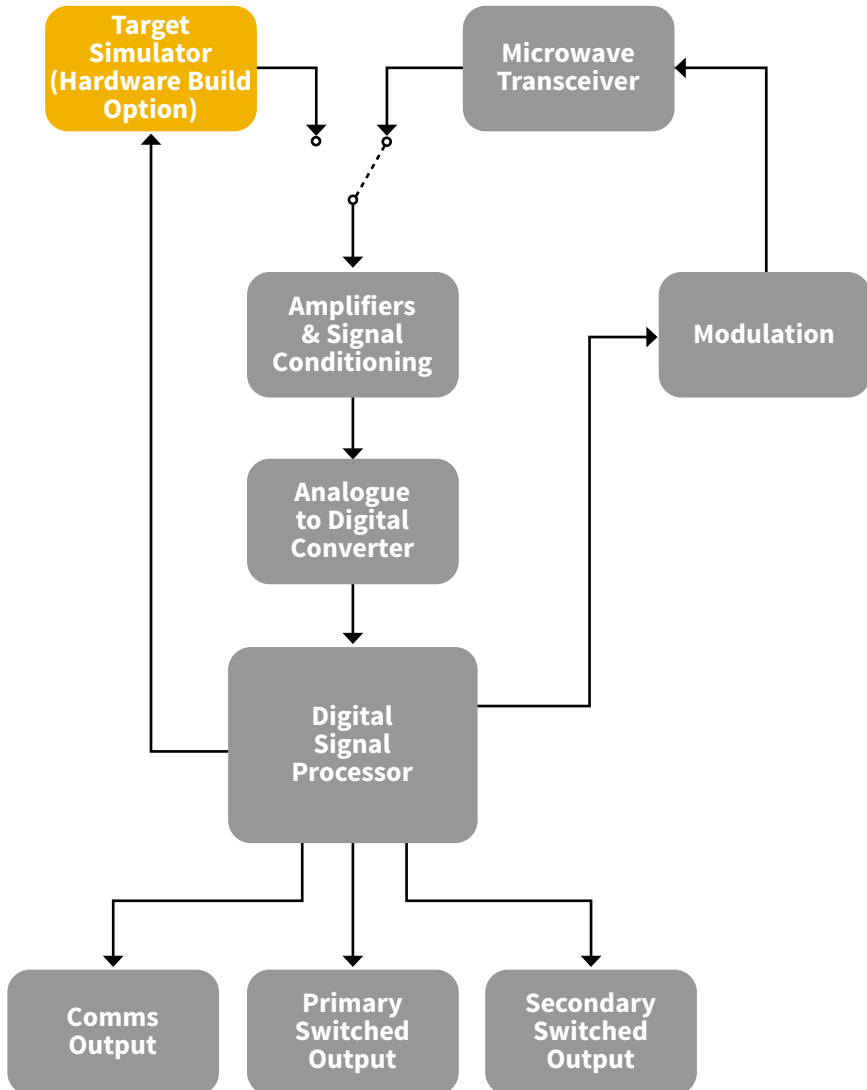 Target
Simulator
(Hardware Build
Option)
Microwave
Transceiver
Amplifiers
& Signal
Conditioning
Modulation
Analogue
to Digital
Converter
Digital
Signal
Processor
Comms
Output
Primary
Switched
Output
Secondary
Switched
Output